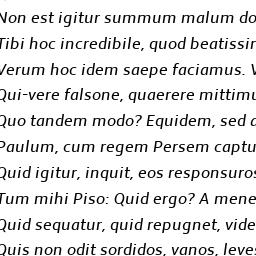 Non est igitur summum malum do
Tibi hoc incredibile, quod beatissi
Verum hoc idem saepe faciamus. V
Qui-vere falsone, quaerere mittimu
Quo tandem modo? Equidem, sed a
Paulum, cum regem Persem captu
Quid igitur, inquit, eos responsuros
Tum mihi Piso: Quid ergo? A mene
Quid sequatur, quid repugnet, vide
Quis non odit sordidos, vanos, leves